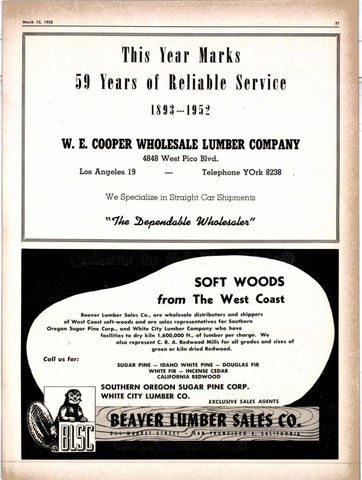 March 15, 1952
31
This Year Marks
59 Years of Reliable Service
1893—1952
W. E. COOPER WHOLESALE LUMBER COMPANY
4848 West Pico Blvd.
Los Angeles 19 — Telephone YOrk 8238
We Specialize in Straight Car Shipments
"The Dependable Wholesaler"
SOFT WOODS
from The West Coast
Beaver Lumber Sales Co., are wholesale distributors and shippers
of West Coast soft-woods and are sales representatives for Southern
Oregon Sugar Pine Corp., and White City Lumber Company who have
facilities to dry kiln 1,600,000 ft., of lumber per charge. We
also represent C. R. A. Redwood Mills for all grades and sizes of
green or kiln dried Redwood.
Call us for:
SUGAR PINE — IDAHO WHITE PINE — DOUGLAS FIR
WHITE FIR — INCENSE CEDAR
CALIFORNIA REDWOOD
SOUTHERN OREGON SUGAR PINE CORP.
WHITE CITY LUMBER CO.
EXCLUSIVE SALES AGENTS
BLSC
BEAVER LUMBER SALES CO.
MARKET STREET · SAN FRANCISCO 4, CALIFORNIA